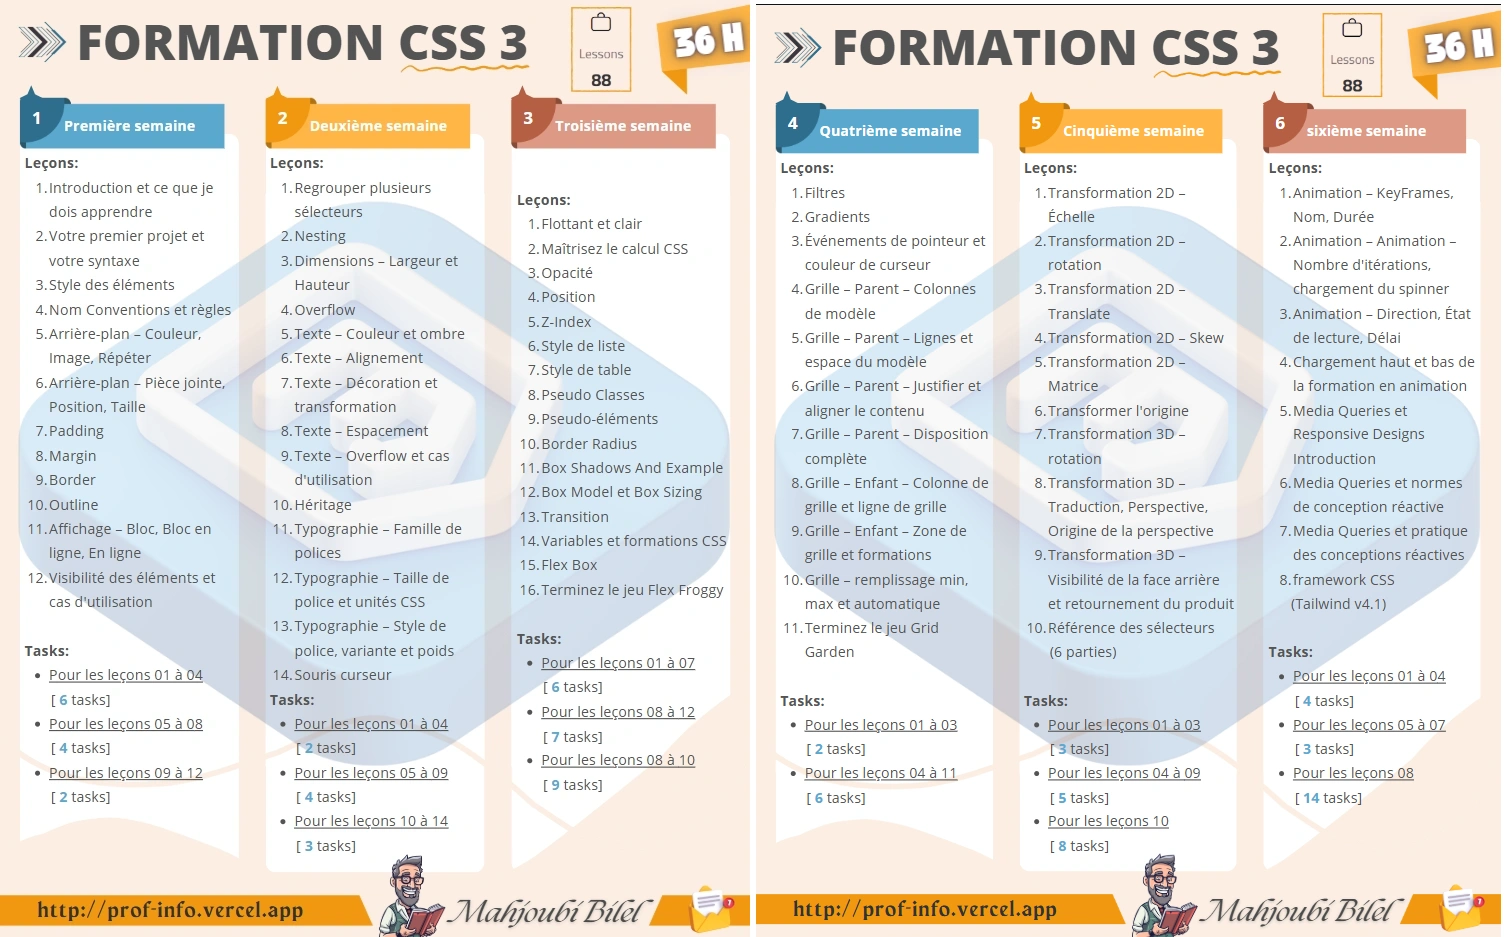 FORMATION CSS 3
Lessons
88
36 H
1
Première semaine
Leçons:
1.Introduction et ce que je
dois apprendre
2.Votre premier projet et
votre syntaxe
3.Style des éléments
4.Nom Conventions et règles
5.Arrière-plan – Couleur,
Image, Répéter
6.Arrière-plan – Pièce jointe,
Position, Taille
7.Padding
8.Margin
9.Border
10.Outline
11.Affichage – Bloc, Bloc en
ligne, En ligne
12.Visibilité des éléments et
cas d'utilisation
Tasks:
• Pour les leçons 01 à 04
[ 6 tasks]
• Pour les leçons 05 à 08
[ 4 tasks]
• Pour les leçons 09 à 12
[ 2 tasks]
2
Deuxième semaine
Leçons:
1.Regrouper plusieurs
sélecteurs
2.Nesting
3.Dimensions – Largeur et
Hauteur
4.Overflow
5.Texte – Couleur et ombre
6.Texte – Alignement
7.Texte – Décoration et
transformation
8.Texte – Espacement
9.Texte – Overflow et cas
d'utilisation
10.Héritage
11.Typographie – Famille de
polices
12.Typographie – Taille de
police et unités CSS
13.Typographie – Style de
police, variante et poids
14.Souris curseur
Tasks:
• Pour les leçons 01 à 04
[ 2 tasks]
• Pour les leçons 05 à 09
[ 4 tasks]
• Pour les leçons 10 à 14
[ 3 tasks]
3
Troisième semaine
Leçons:
1.Flottant et clair
2.Maîtrisez le calcul CSS
3.Opacité
4.Position
5.Z-Index
6.Style de liste
7.Style de table
8.Pseudo Classes
9.Pseudo-éléments
10.Border Radius
11.Box Shadows And Example
12.Box Model et Box Sizing
13.Transition
14.Variables et formations CSS
15.Flex Box
16.Terminez le jeu Flex Froggy
Tasks:
• Pour les leçons 01 à 07
[ 6 tasks]
• Pour les leçons 08 à 12
[ 7 tasks]
• Pour les leçons 08 à 10
[ 9 tasks]
http://prof-info.vercel.app
Mahjoubi Bilel
FORMATION CSS 3
Lessons
88
36 H
4
Quatrième semaine
Leçons:
1.Filtres
2.Gradients
3.Événements de pointeur et
couleur de curseur
4.Grille – Parent – Colonnes
de modèle
5.Grille – Parent – Lignes et
espace du modèle
6.Grille – Parent – Justifier et
aligner le contenu
7.Grille – Parent – Disposition
complète
8.Grille – Enfant – Colonne de
grille et ligne de grille
9.Grille – Enfant – Zone de
grille et formations
10.Grille – remplissage min,
max et automatique
11.Terminez le jeu Grid
Garden
Tasks:
• Pour les leçons 01 à 03
[ 2 tasks]
• Pour les leçons 04 à 11
[ 6 tasks]
5
Cinquième semaine
Leçons:
1.Transformation 2D –
Échelle
2.Transformation 2D –
rotation
3.Transformation 2D –
Translate
4.Transformation 2D – Skew
5.Transformation 2D –
Matrice
6.Transformer l'origine
7.Transformation 3D –
rotation
8.Transformation 3D –
Traduction, Perspective,
Origine de la perspective
9.Transformation 3D –
Visibilité de la face arrière
et retournement du produit
10.Référence des sélecteurs
(6 parties)
Tasks:
• Pour les leçons 01 à 03
[ 3 tasks]
• Pour les leçons 04 à 09
[ 5 tasks]
• Pour les leçons 10
[ 8 tasks]
6
sixième semaine
Leçons:
1.Animation – KeyFrames,
Nom, Durée
2.Animation – Animation –
Nombre d'itérations,
chargement du spinner
3.Animation – Direction, État
de lecture, Délai
4.Chargement haut et bas de
la formation en animation
5.Media Queries et
Responsive Designs
Introduction
6.Media Queries et normes
de conception réactive
7.Media Queries et pratique
des conceptions réactives
8.framework CSS
(Tailwind v4.1)
Tasks:
• Pour les leçons 01 à 04
[ 4 tasks]
• Pour les leçons 05 à 07
[ 3 tasks]
• Pour les leçons 08
[ 14 tasks]
http://prof-info.vercel.app
Mahjoubi Bilel